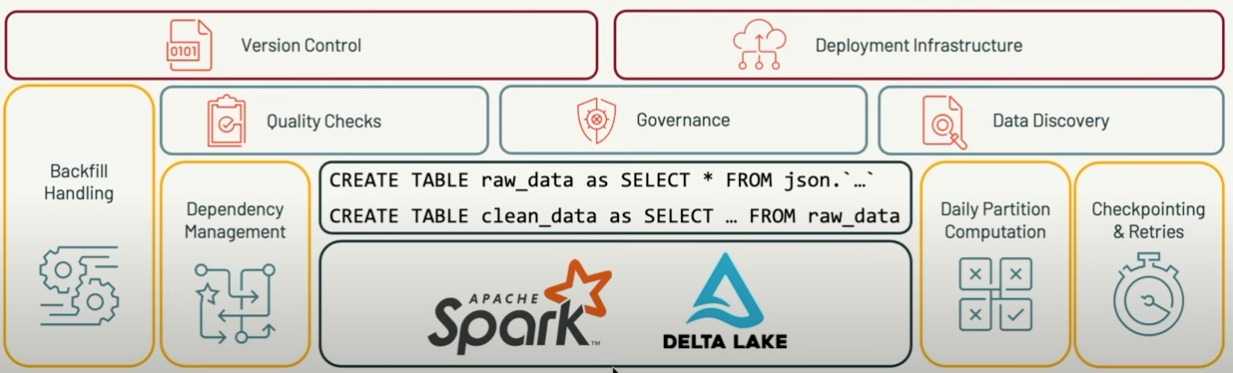 Version Control
Deployment Infrastructure
0101
Quality Checks
Governance
Data Discovery
Backfill
Handling
Dependency
Management
CREATE TABLE raw_data as SELECT * FROM json.`…`
CREATE TABLE clean_data as SELECT … FROM raw_data
Daily Partition
Computation
Checkpointing
& Retries
APACHE
Spark™
DELTA LAKE